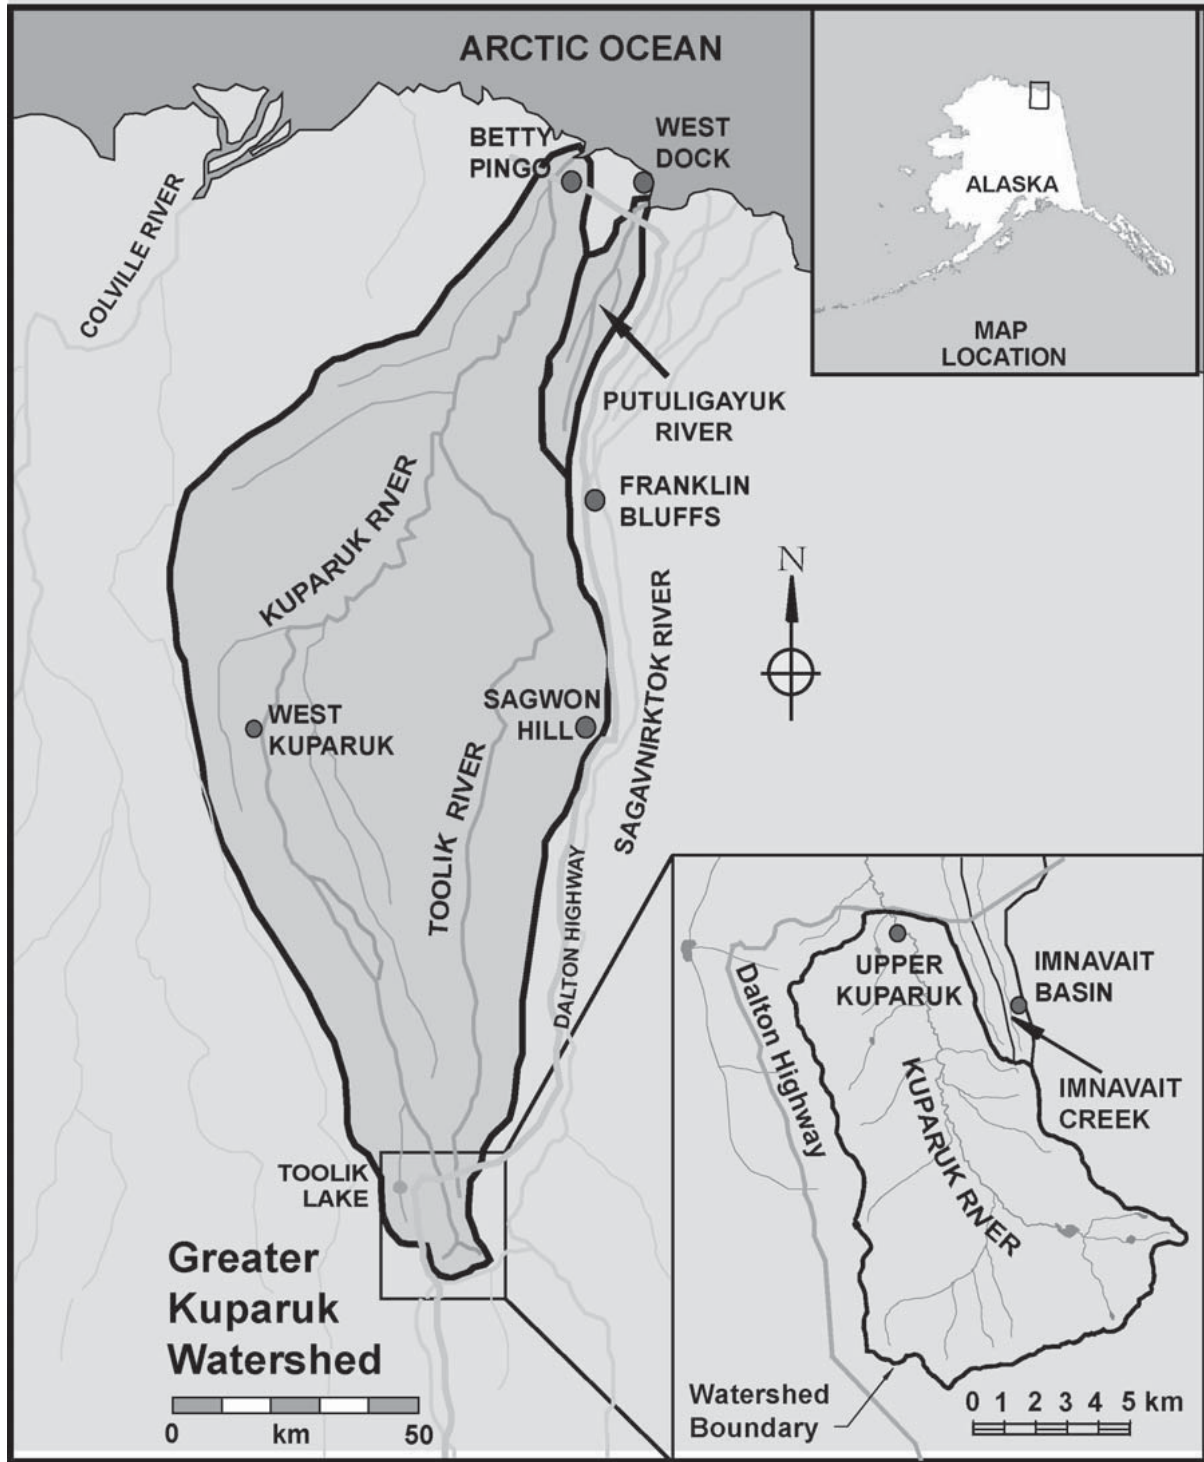 ARCTIC OCEAN
BETTY
PINGO
WEST
DOCK
COLVILLE RIVER
ALASKA
MAP
LOCATION
PUTULIGAYUK
RIVER
FRANKLIN
BLUFFS
KUPARUK RNER
N
SAGAVNIRKTOK RIVER
WEST
KUPARUK
SAGWON
HILL
TOOLIK RIVER
DALTON HIGHWAY
TOOLIK
LAKE
Greater
Kuparuk
Watershed
0 km 50
UPPER
KUPARUK
IMNAVAIT
BASIN
Dalton Highway
KUPARUK RNER
IMNAVAIT
CREEK
Watershed
Boundary
0 1 2 3 4 5 km